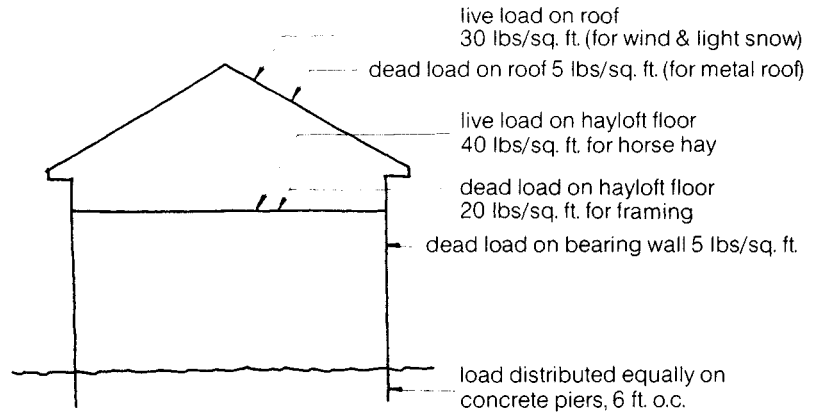 live load on roof
30 lbs/sq. ft. (for wind & light snow)
dead load on roof 5 lbs/sq. ft. (for metal roof)
live load on hayloft floor
40 lbs/sq. ft. for horse hay
dead load on hayloft floor
20 lbs/sq. ft. for framing
dead load on bearing wall 5 lbs/sq. ft.
load distributed equally on
concrete piers, 6 ft. o.c.